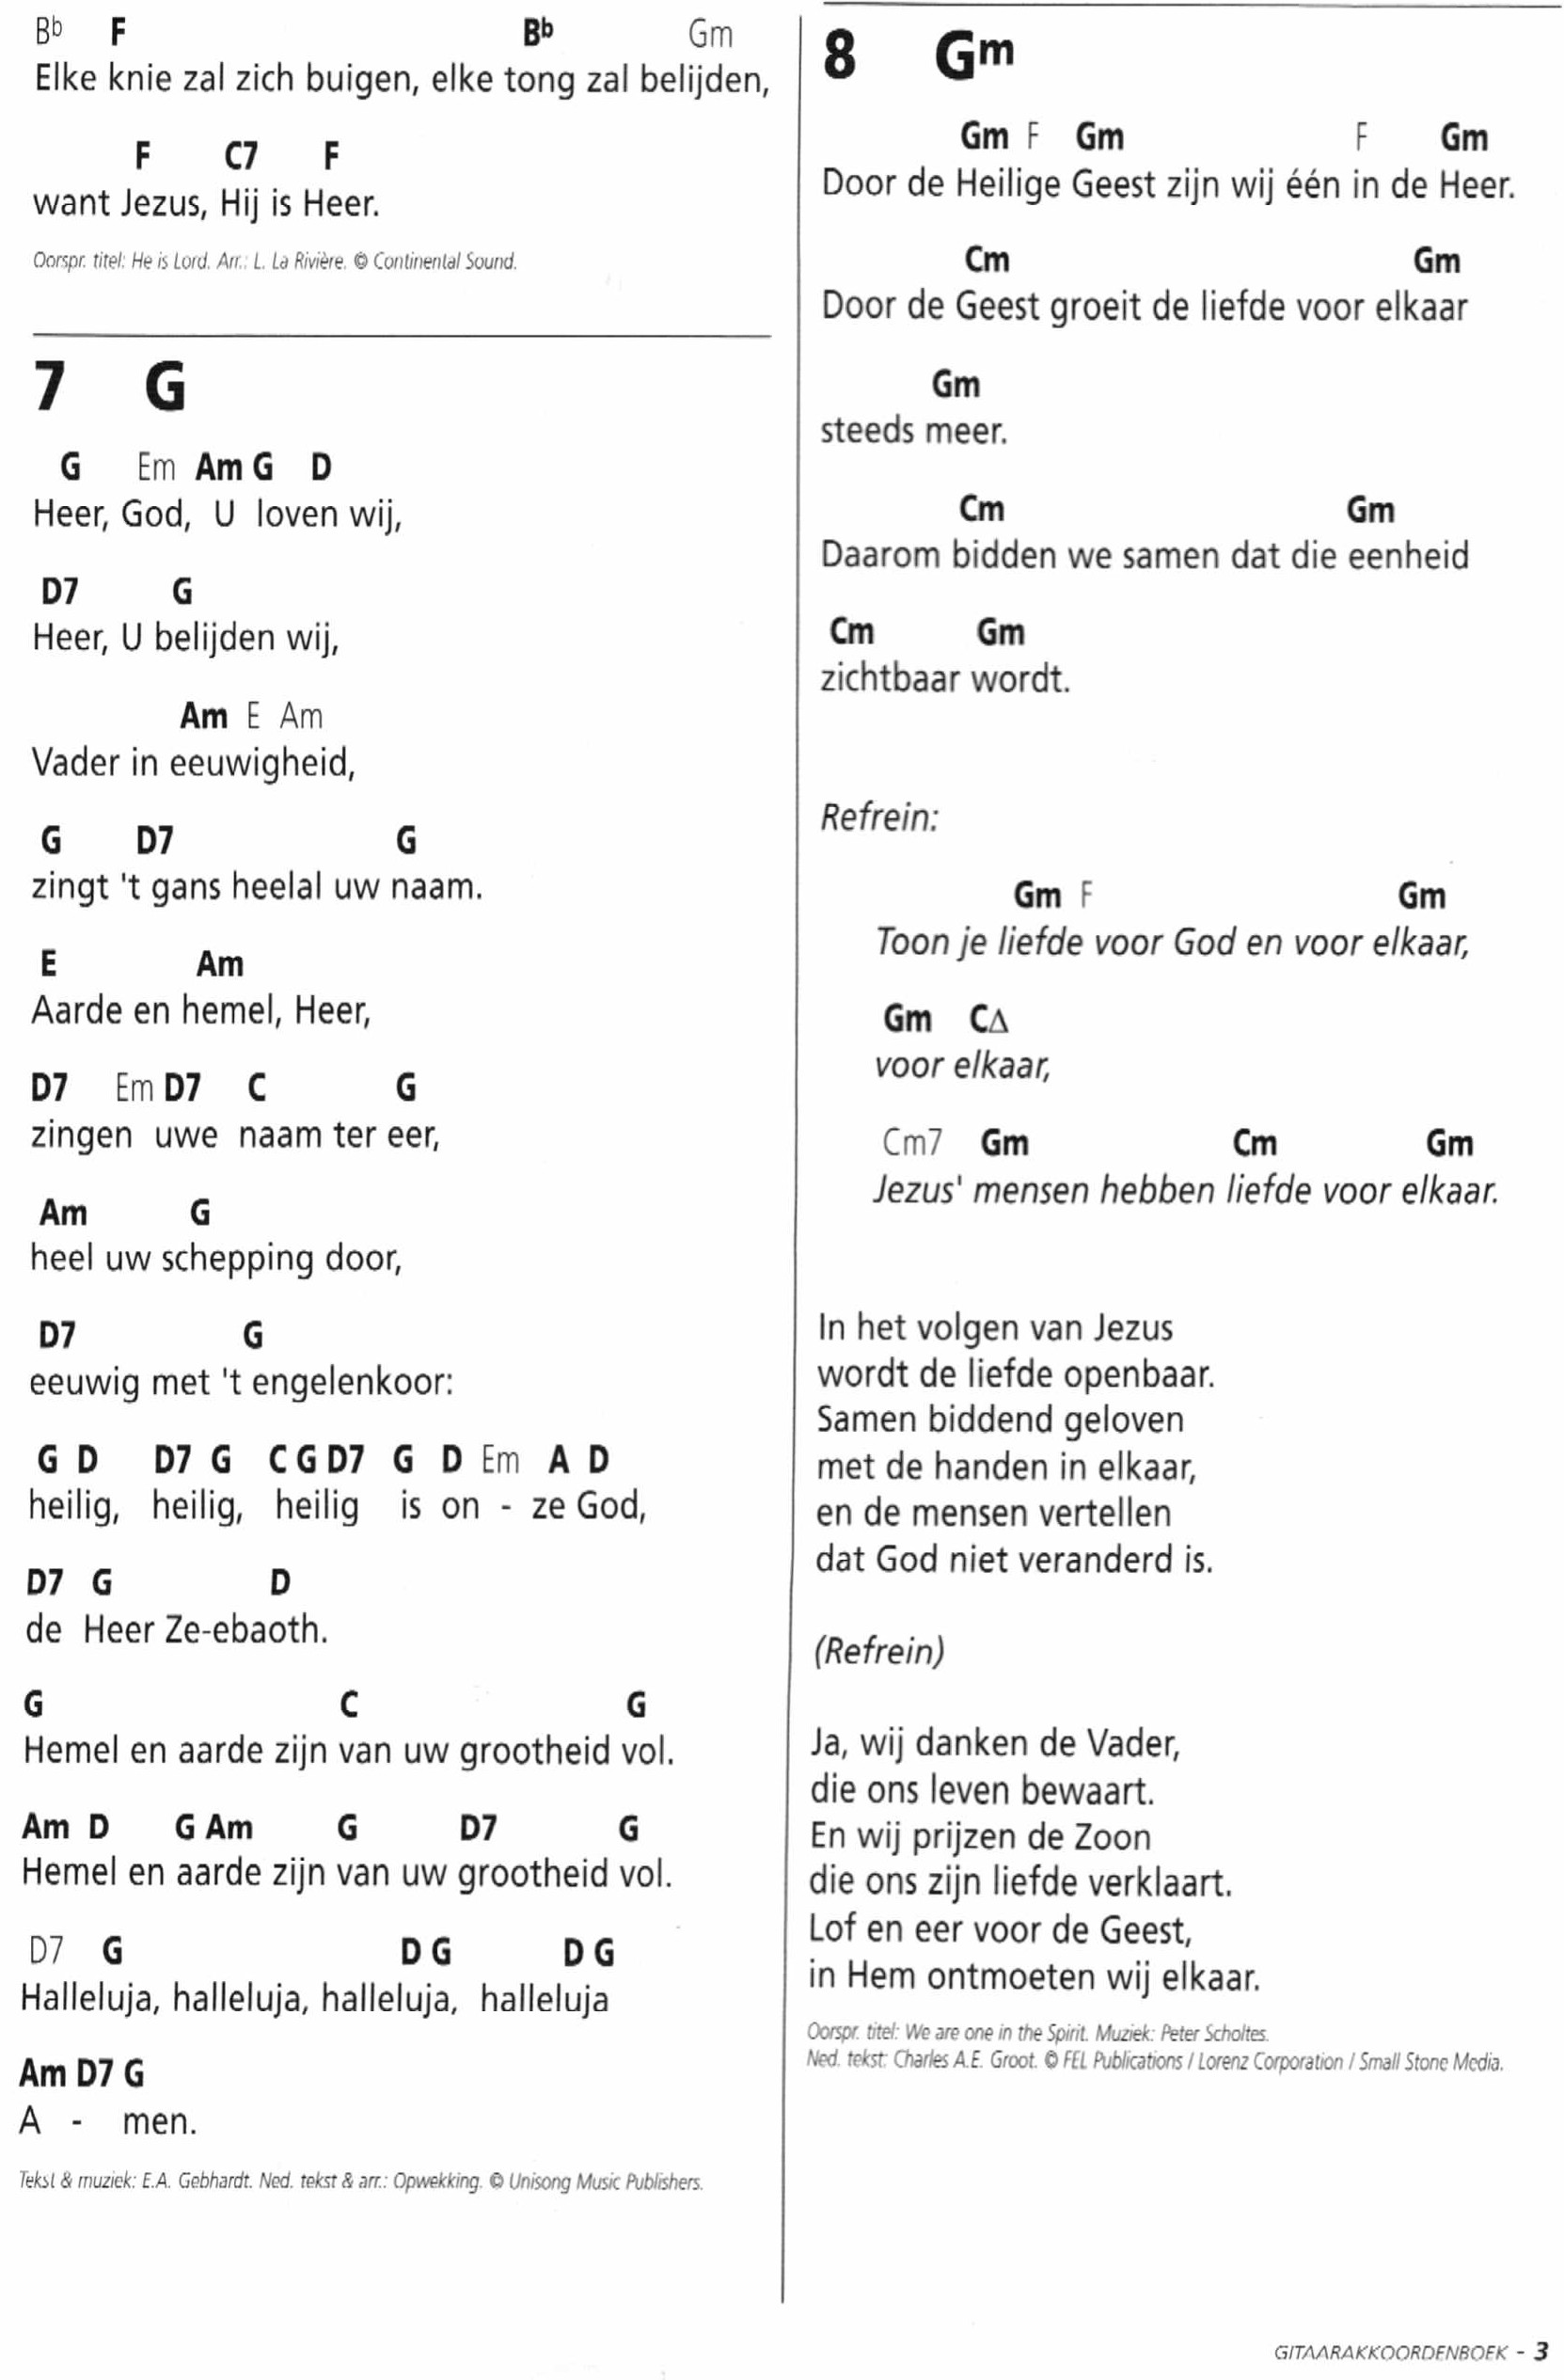 Bb F Bb Gm
Elke knie zal zich buigen, elke tong zal belijden,
F C7 F
want Jezus, Hij is Heer.
Oorspr. titel: He is Lord. Arr.: L. La Rivière. © Continental Sound.
7 G
G Em Am G D
Heer, God, U loven wij,
D7 G
Heer, U belijden wij,
Am E Am
Vader in eeuwigheid,
G D7 G
zingt 't gans heelal uw naam.
E Am
Aarde en hemel, Heer,
D7 Em D7 C G
zingen uwe naam ter eer,
Am G
heel uw schepping door,
D7 G
eeuwig met 't engelenkoor:
G D D7 G C G D7 G D Em A D
heilig, heilig, heilig is on - ze God,
D7 G D
de Heer Ze-ebaoth.
G C G
Hemel en aarde zijn van uw grootheid vol.
Am D G Am G D7 G
Hemel en aarde zijn van uw grootheid vol.
D7 G D G D G
Halleluja, halleluja, halleluja, halleluja
Am D7 G
A - men.
Tekst & muziek: E.A. Gebhardt. Ned. tekst & arr.: Opwekking. © Unisong Music Publishers.
8 Gm
Gm F Gm F Gm
Door de Heilige Geest zijn wij één in de Heer.
Cm Gm
Door de Geest groeit de liefde voor elkaar
Gm
steeds meer.
Cm Gm
Daarom bidden we samen dat die eenheid
Cm Gm
zichtbaar wordt.
Refrein:
Gm F Gm
Toon je liefde voor God en voor elkaar,
Gm C∆
voor elkaar,
Cm7 Gm Cm Gm
Jezus' mensen hebben liefde voor elkaar.
In het volgen van Jezus
wordt de liefde openbaar.
Samen biddend geloven
met de handen in elkaar,
en de mensen vertellen
dat God niet veranderd is.
(Refrein)
Ja, wij danken de Vader,
die ons leven bewaart.
En wij prijzen de Zoon
die ons zijn liefde verklaart.
Lof en eer voor de Geest,
in Hem ontmoeten wij elkaar.
Oorspr. titel: We are one in the Spirit. Muziek: Peter Scholtes.
Ned. tekst: Charles A.E. Groot. © FEL Publications / Lorenz Corporation / Small Stone Media.
GITAARAKKOORDENBOEK - 3